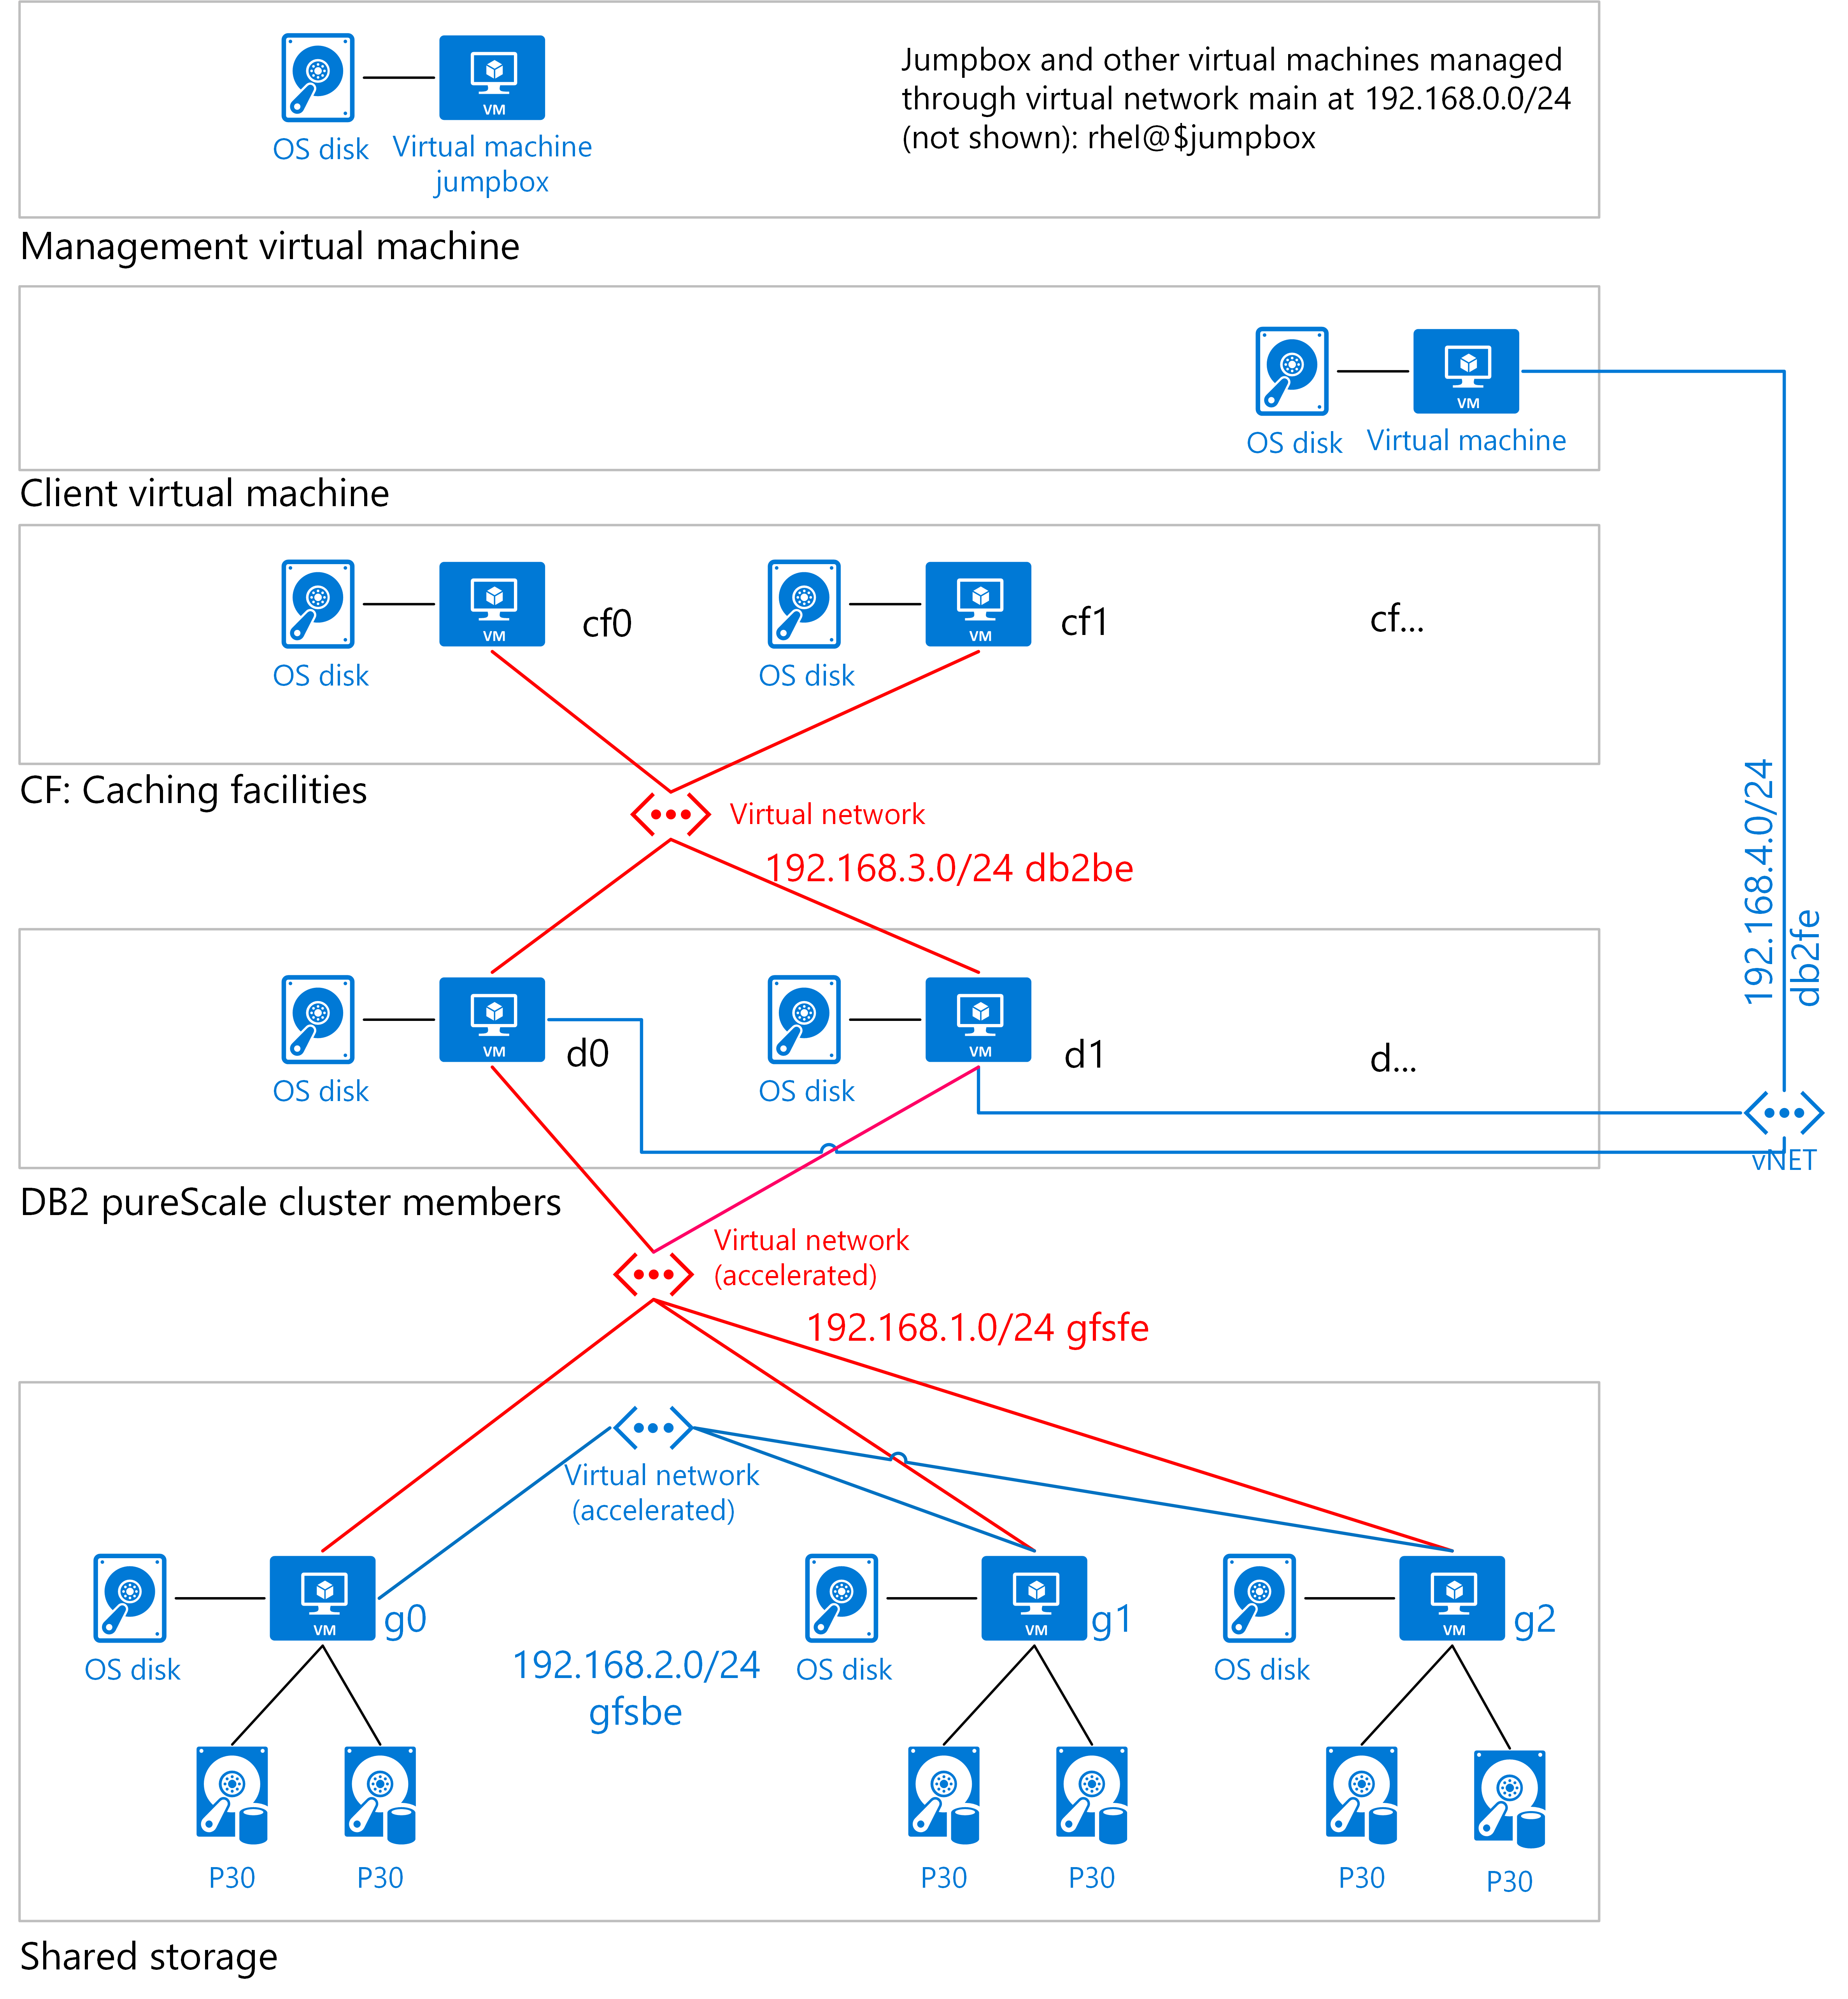 Jumpbox and other virtual machines managed
through virtual network main at 192.168.0.0/24
(not shown): rhel@$jumpbox
VM
OS disk
Virtual machine
jumpbox
Management virtual machine
VM
OS disk
Virtual machine
Client virtual machine
VM
cf0
VM
cf1
cf...
OS disk
OS disk
CF: Caching facilities
Virtual network
192.168.3.0/24 db2be
192.168.4.0/24
db2fe
VM
d0
VM
d1
d...
OS disk
OS disk
vNET
DB2 pureScale cluster members
Virtual network
(accelerated)
192.168.1.0/24 gfsfe
Virtual network
(accelerated)
VM
g0
VM
g1
VM
g2
OS disk
OS disk
OS disk
192.168.2.0/24
gfsbe
P30
P30
P30
P30
P30
P30
Shared storage